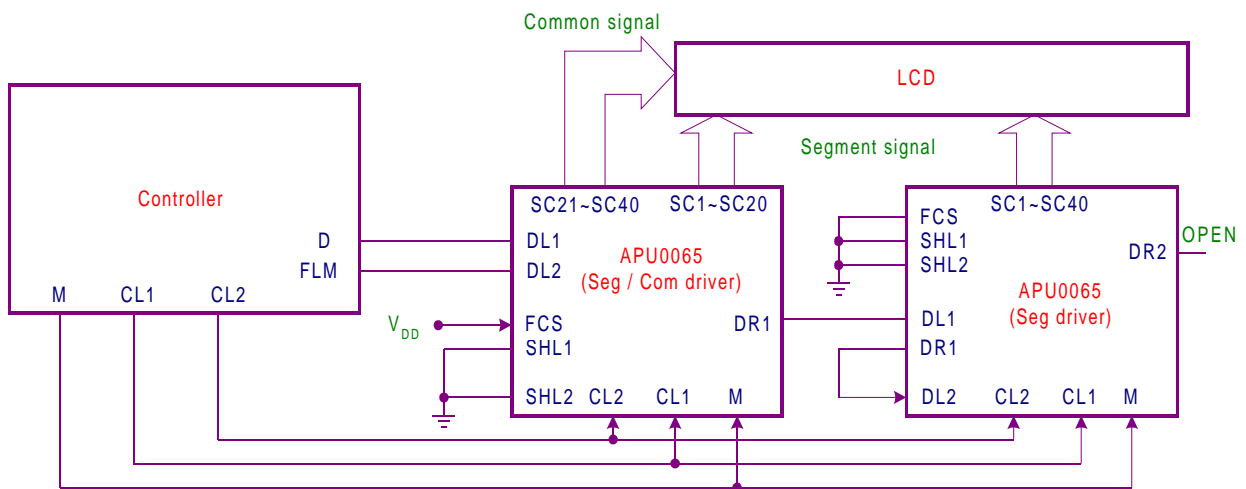 Common signal
LCD
Segment signal
Controller
D
FLM
M
CL1
CL2
SC21~SC40
SC1~SC20
DL1
DL2
APU0065
(Seg / Com driver)
VDD
FCS
SHL1
SHL2
CL2
CL1
M
DR1
SC1~SC40
FCS
SHL1
SHL2
DR2
OPEN
APU0065
(Seg driver)
DL1
DR1
DL2
CL2
CL1
M